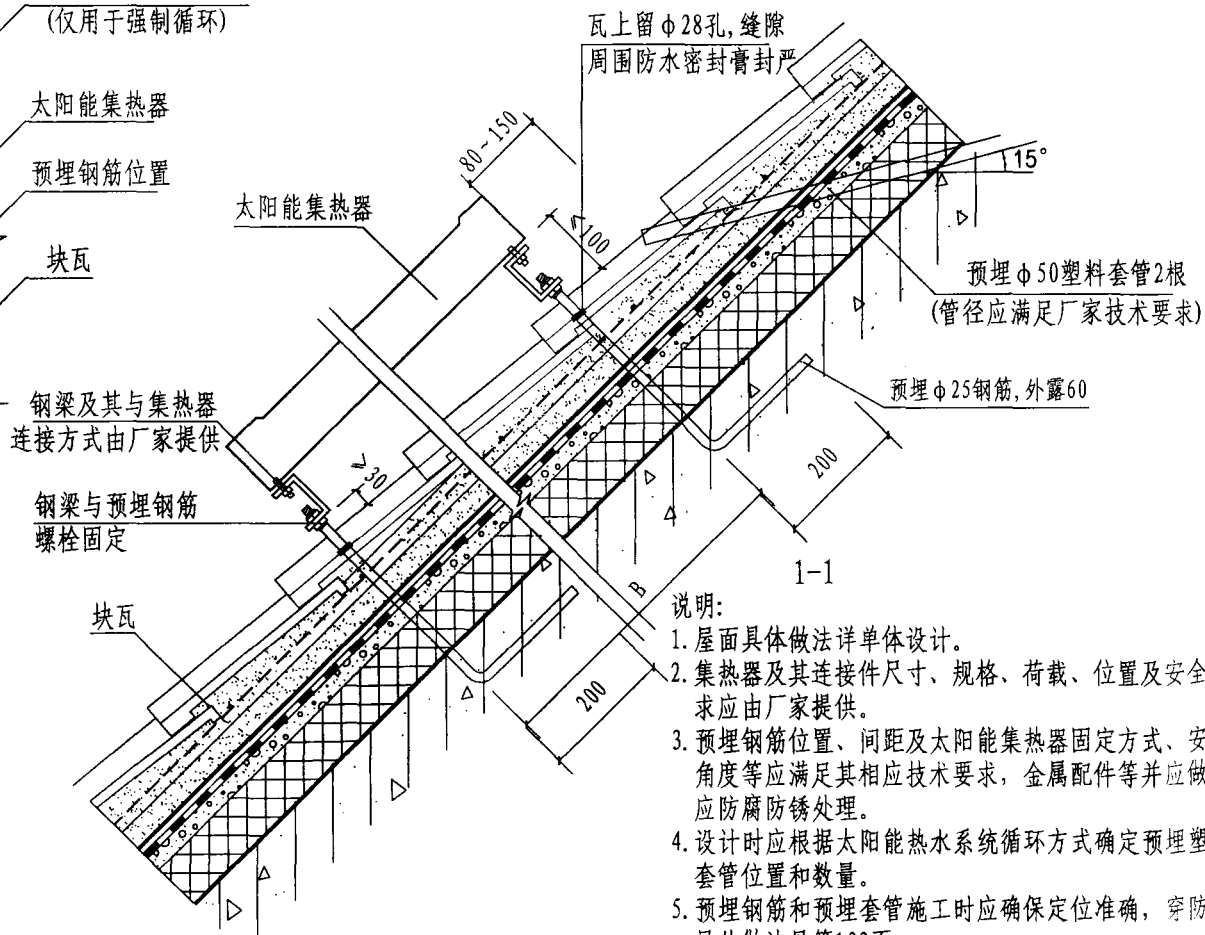 (仅用于强制循环)
太阳能集热器
预埋钢筋位置
块瓦
瓦上留φ28孔,缝隙
周围防水密封膏封严
80~150
太阳能集热器
≥100
15°
预埋φ50塑料套管2根
(管径应满足厂家技术要求)
预埋φ25钢筋,外露60
钢梁及其与集热器
连接方式由厂家提供
≥30
200
钢梁与预埋钢筋
螺栓固定
B
1-1
块瓦
200
说明:
1. 屋面具体做法详单体设计。
2. 集热器及其连接件尺寸、规格、荷载、位置及安全
求应由厂家提供。
3. 预埋钢筋位置、间距及太阳能集热器固定方式、安
角度等应满足其相应技术要求, 金属配件等并应做
应防腐防锈处理。
4. 设计时应根据太阳能热水系统循环方式确定预埋塑
套管位置和数量。
5. 预埋钢筋和预埋套管施工时应确保定位准确, 穿防